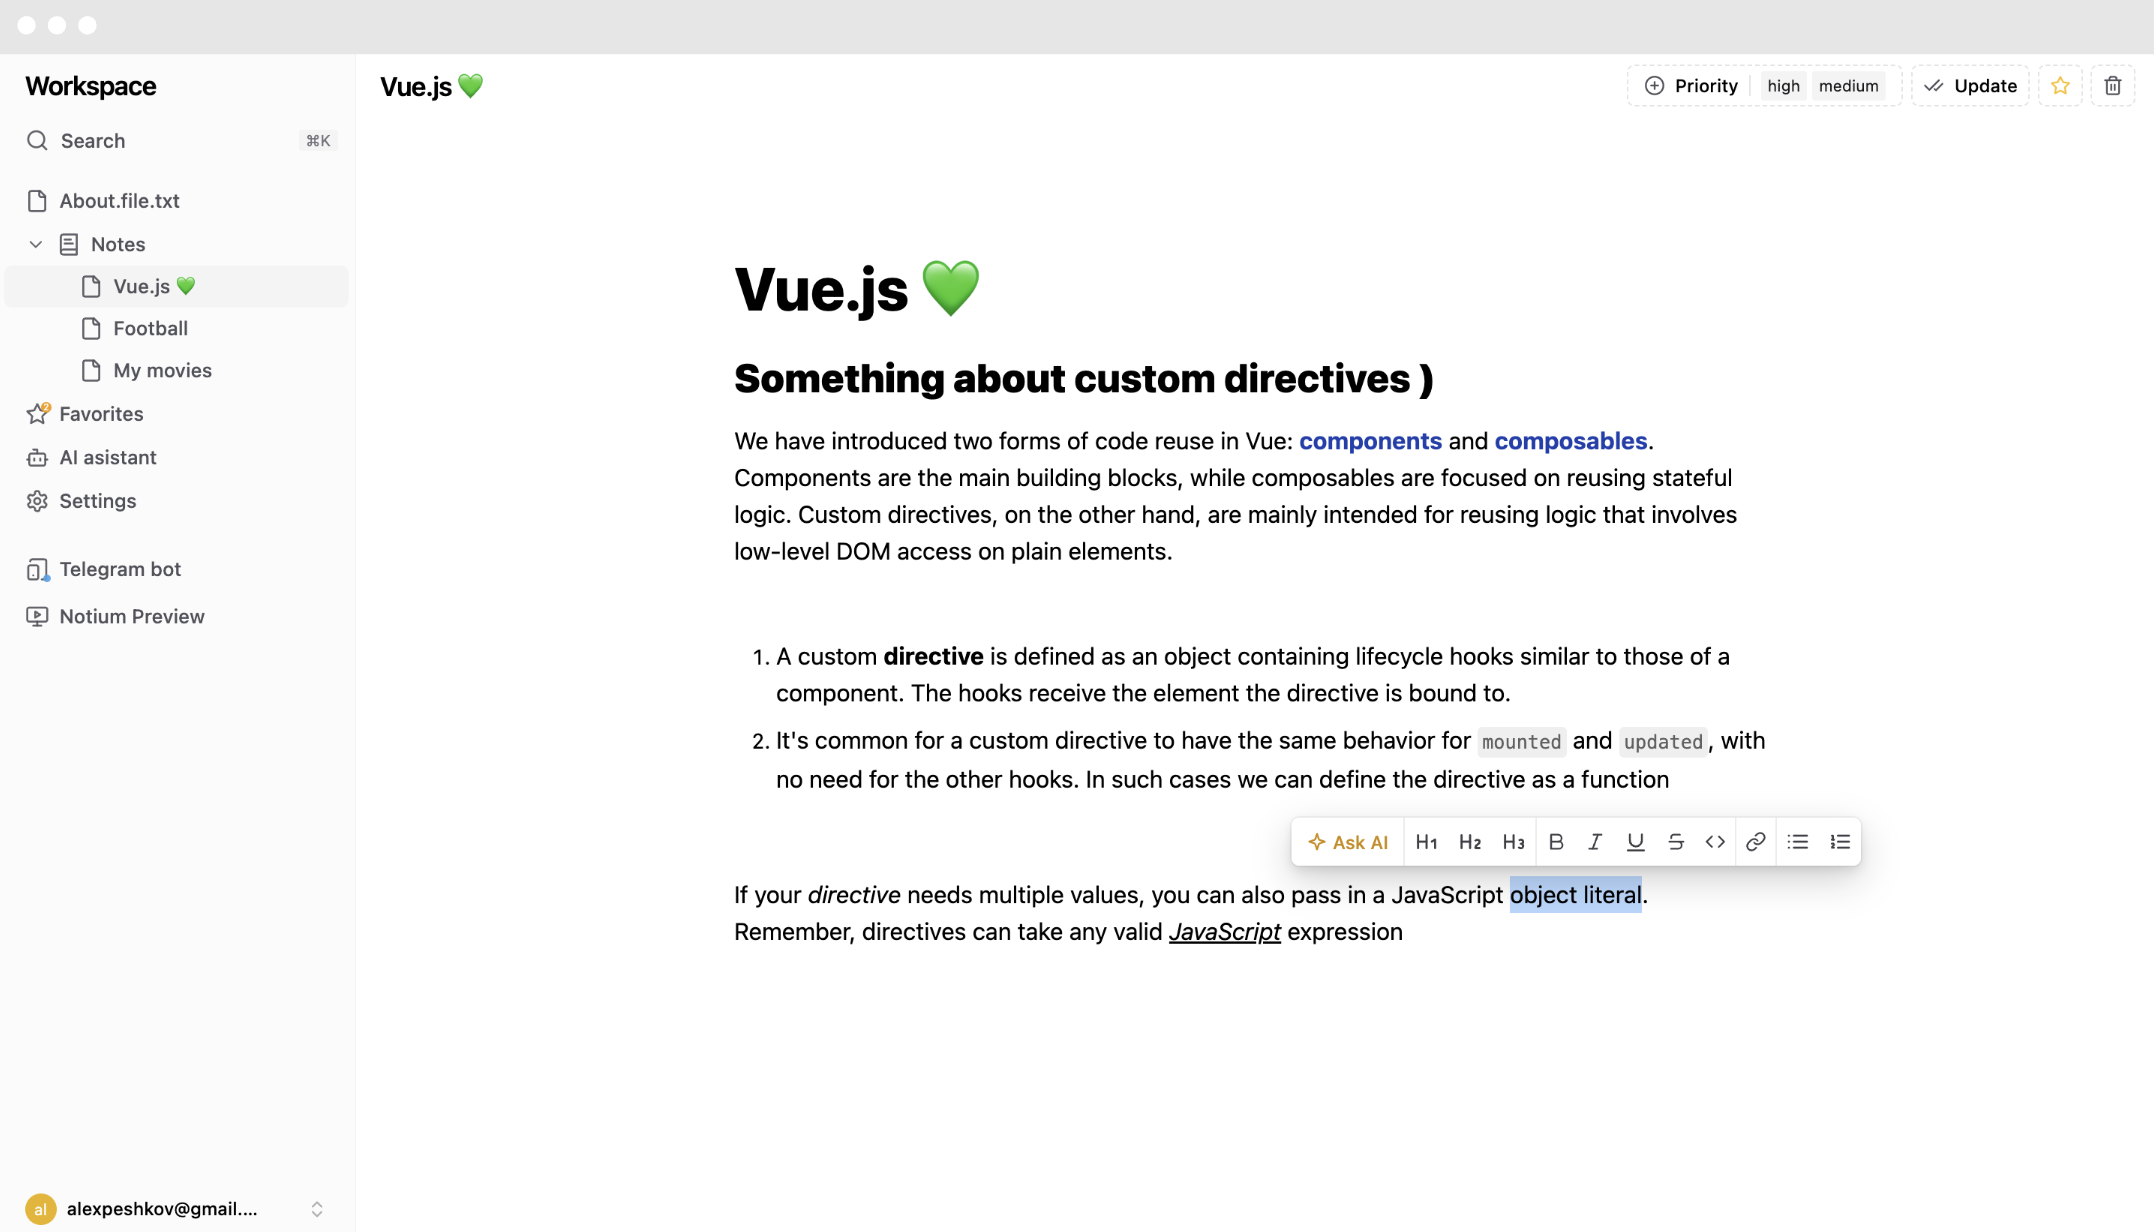 Workspace
Vue.js 💚
Priority high medium
Update
Search ⌘K
About.file.txt
Notes
Vue.js 💚
Football
My movies
2
Favorites
AI asistant
Settings
Telegram bot
Notium Preview
Vue.js 💚
Something about custom directives )
We have introduced two forms of code reuse in Vue: components and composables.
Components are the main building blocks, while composables are focused on reusing stateful
logic. Custom directives, on the other hand, are mainly intended for reusing logic that involves
low-level DOM access on plain elements.
1. A custom directive is defined as an object containing lifecycle hooks similar to those of a
component. The hooks receive the element the directive is bound to.
2. It's common for a custom directive to have the same behavior for mounted and updated, with
no need for the other hooks. In such cases we can define the directive as a function
Ask AI H1 H2 H3 B I U S <>
If your directive needs multiple values, you can also pass in a JavaScript object literal.
Remember, directives can take any valid JavaScript expression
al alexpeshkov@gmail....